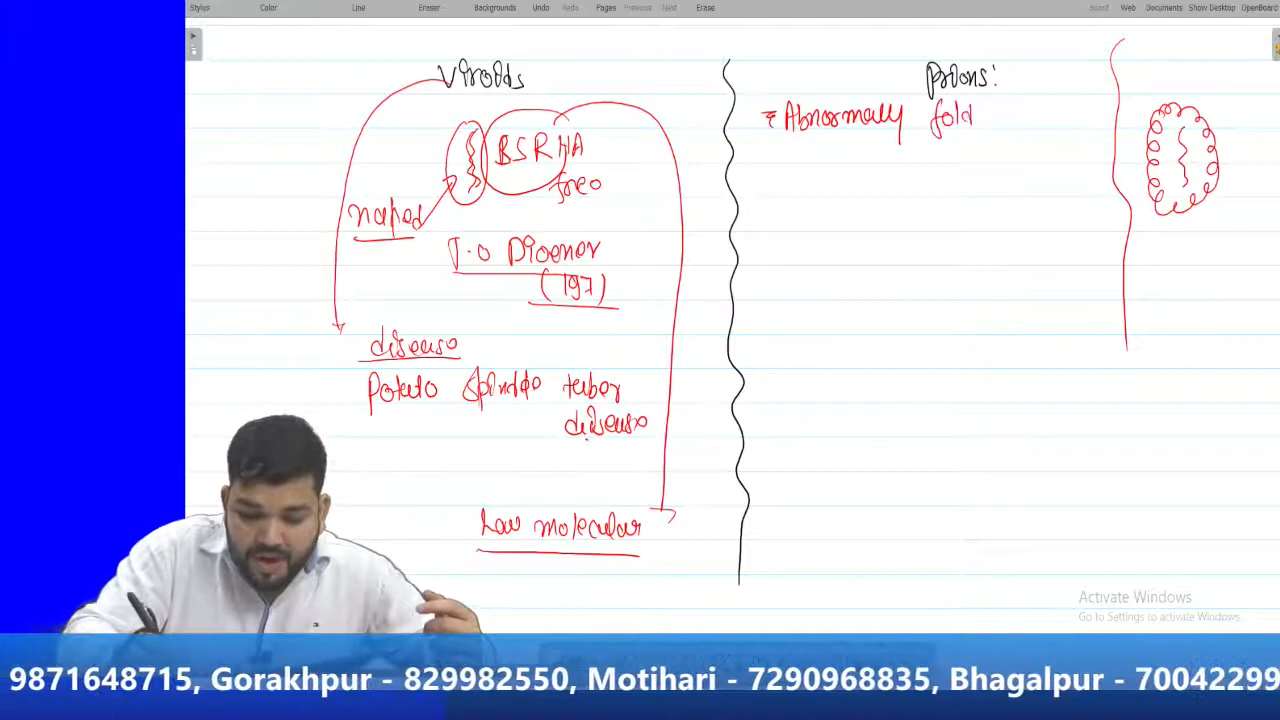 Stylus Color Line Eraser Backgrounds Undo Redo Pages Previous Next Erase Board Web Documents Show Desktop OpenBoard
Viroids
BSRNA
free
naked
T.O Diener
(1971)
disease
Potato spindle tuber
disease
Low molecular
Prions:
Abnormally fold
Activate Windows
Go to Settings to activate Windows.
9871648715, Gorakhpur - 829982550, Motihari - 7290968835, Bhagalpur - 70042299